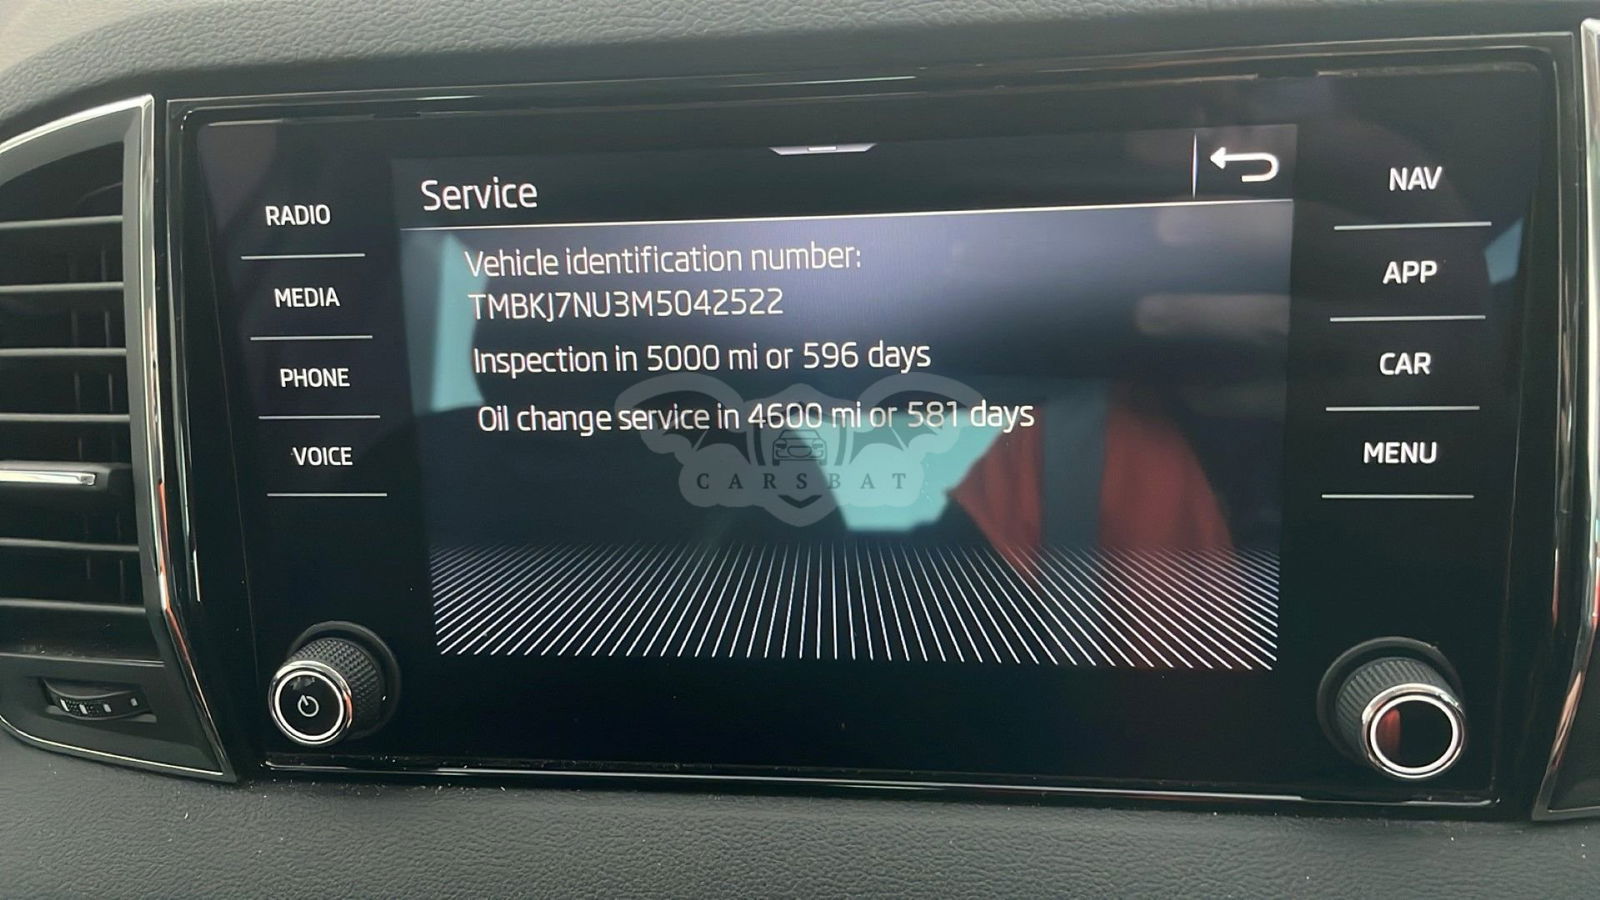 Service
RADIO
MEDIA
PHONE
VOICE
Vehicle identification number:
TMBKJ7NU3M5042522
Inspection in 5000 mi or 596 days
Oil change service in 4600 mi or 581 days
CARSBAT
NAV
APP
CAR
MENU